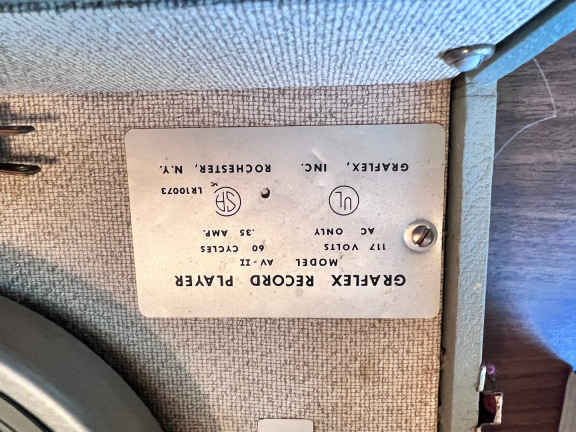 GRAFLEX RECORD PLAYER
MODEL AV-II
117 VOLTS 60 CYCLES
AC ONLY .35 AMP.
UL SA LR10073
GRAFLEX, INC. ROCHESTER, N.Y.